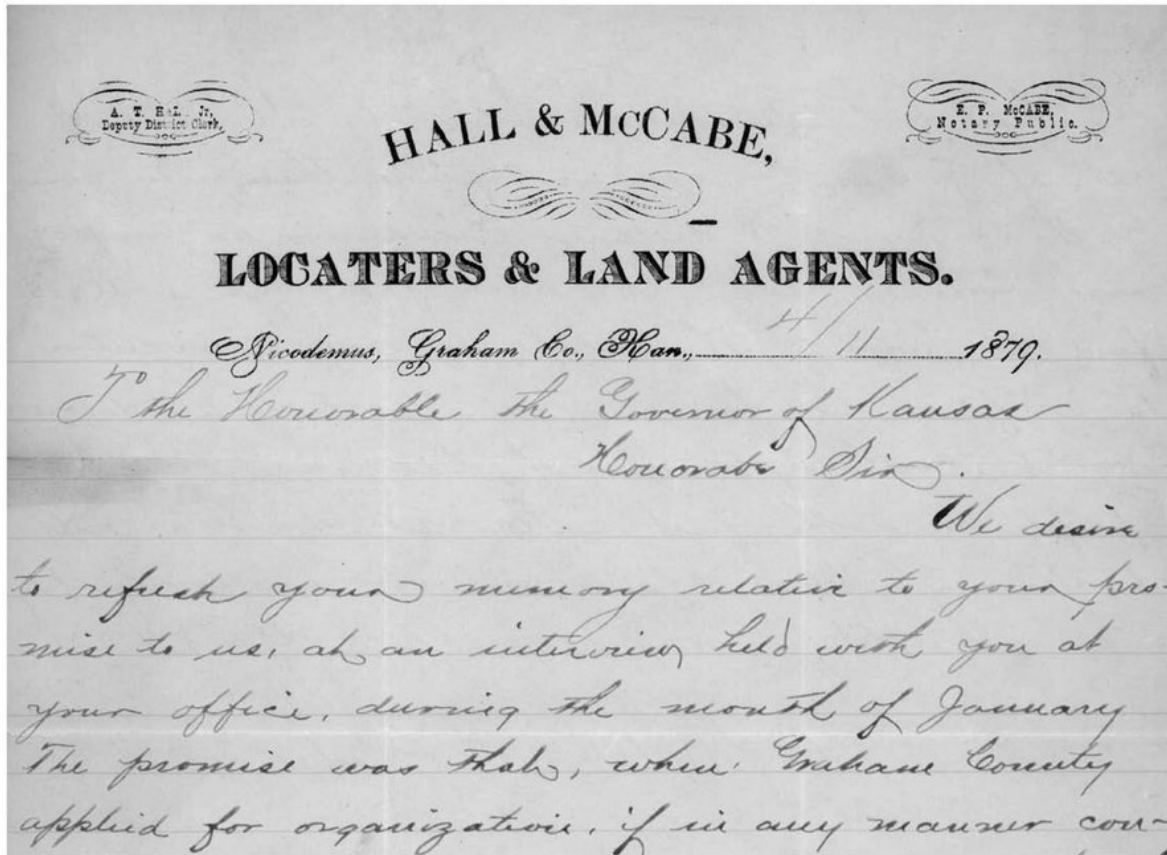 A. T. HALL Jr,
Deputy District Clerk,
E. P. McCABE,
Notary Public.
HALL & McCABE,
LOCATERS & LAND AGENTS.
Nicodemus, Graham Co., Kan., 4/11 1879.
To the Honorable the Governor of Kansas
Honorabe Sir.
We desire
to refresh your memory relative to your pro-
mise to us, at an interview, held with you at
your office, during the month of January
The promise was that, when Graham County
applied for organization, if in any manner con-